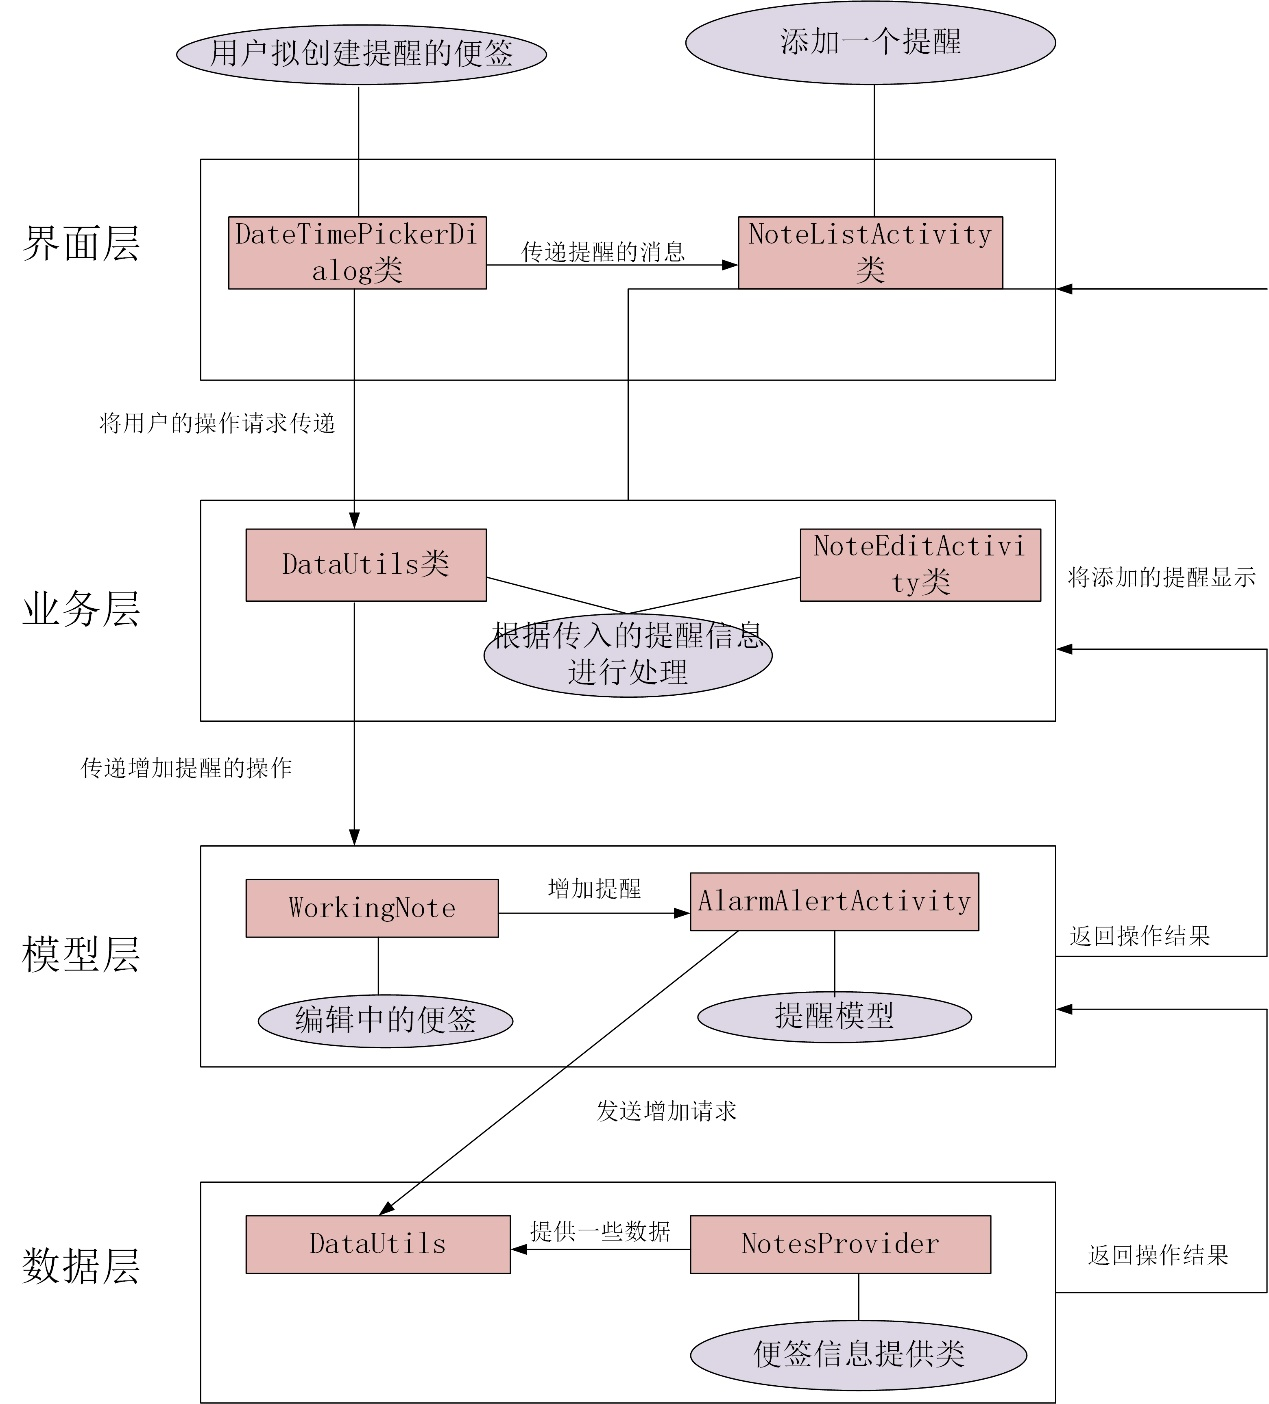 用户拟创建提醒的便签
添加一个提醒
界面层
DateTimePickerDi
alog类
传递提醒的消息
NoteListActivity
类
将用户的操作请求传递
业务层
DataUtils类
NoteEditActivi
ty类
根据传入的提醒信息
进行处理
将添加的提醒显示
传递增加提醒的操作
模型层
WorkingNote
增加提醒
AlarmAlertActivity
编辑中的便签
提醒模型
返回操作结果
发送增加请求
数据层
DataUtils
提供一些数据
NotesProvider
返回操作结果
便签信息提供类